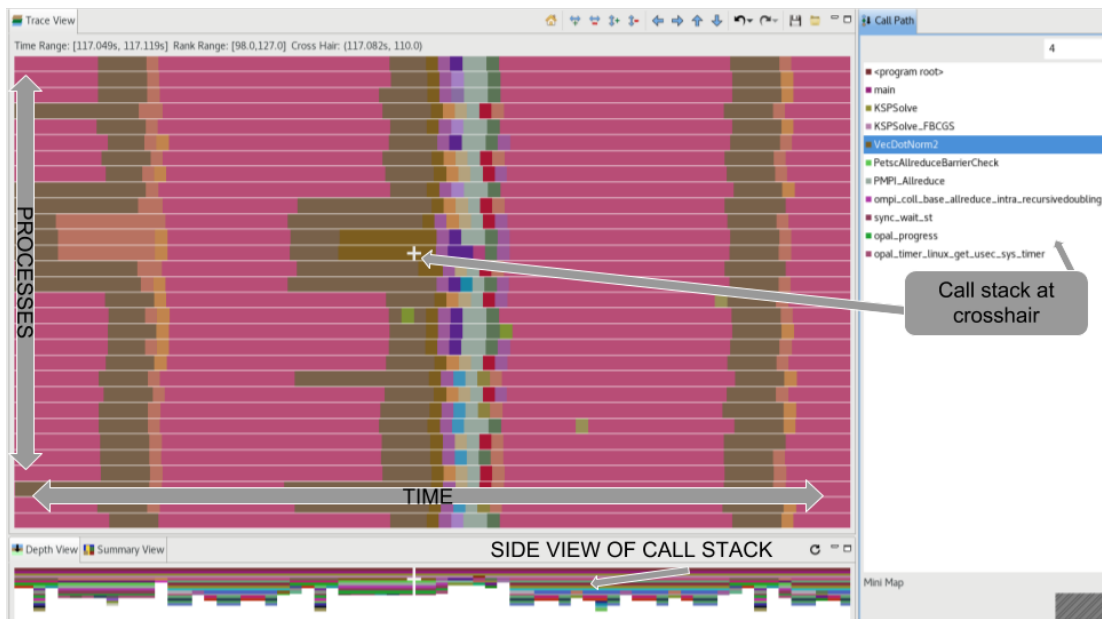 Trace View
Time Range: [117.049s, 117.119s] Rank Range: [98.0,127.0] Cross Hair: (117.082s, 110.0)
PROCESSES
TIME
Depth View
Summary View
SIDE VIEW OF CALL STACK
Call Path
4
<program root>
main
KSPSolve
KSPSolve_FBCGS
VecDotNorm2
PetscAllreduceBarrierCheck
PMPI_Allreduce
ompi_coll_base_allreduce_intra_recursivedoubling
sync_wait_st
opal_progress
opal_timer_linux_get_usec_sys_timer
Call stack at
crosshair
Mini Map